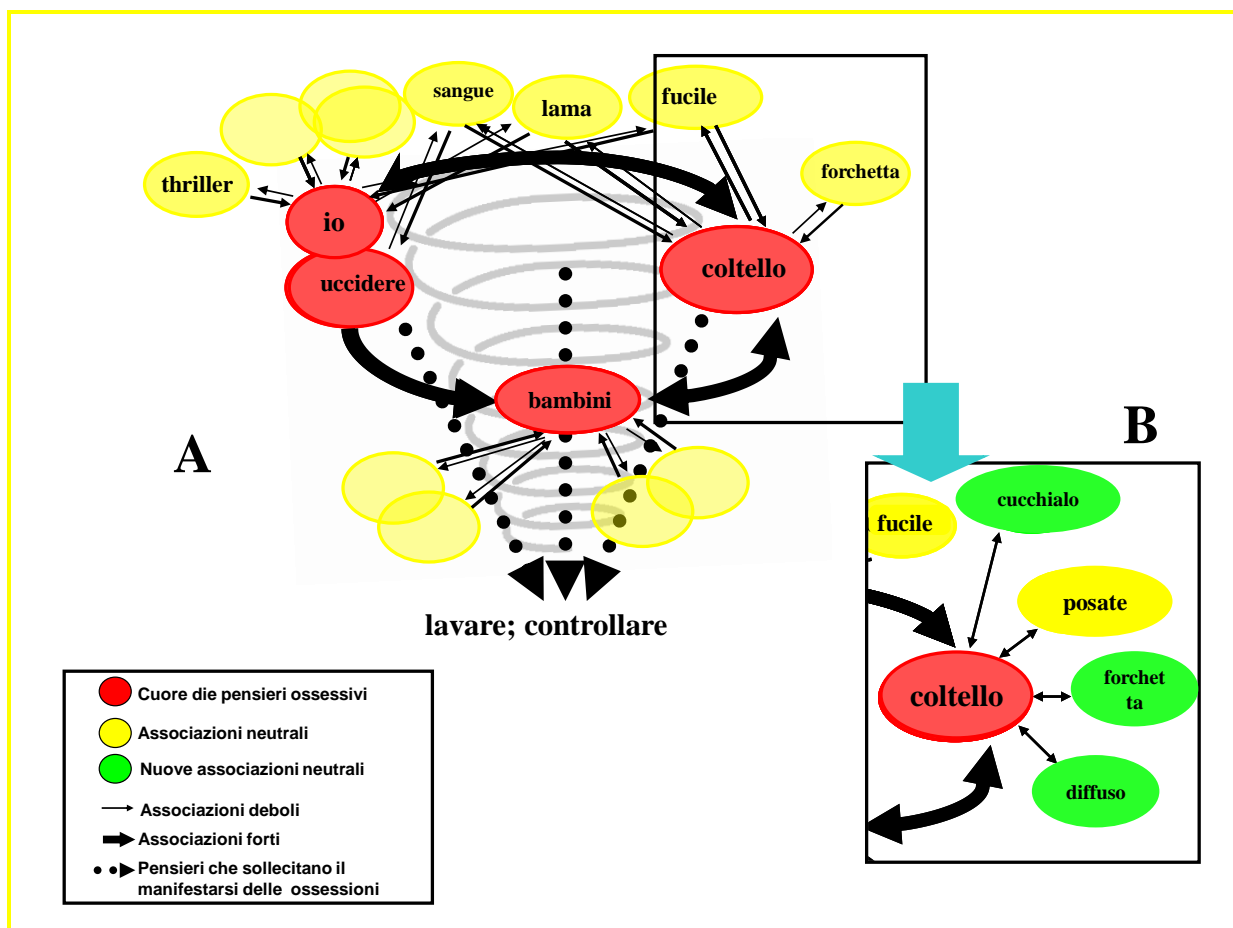 sangue
lama
fucile
thriller
forchetta
io
uccidere
coltello
bambini
A
B
lavare; controllare
fucile
cucchialo
posate
coltello
forchet
ta
diffuso
Cuore die pensieri ossessivi
Associazioni neutrali
Nuove associazioni neutrali
Associazioni deboli
Associazioni forti
Pensieri che sollecitano il
manifestarsi delle ossessioni